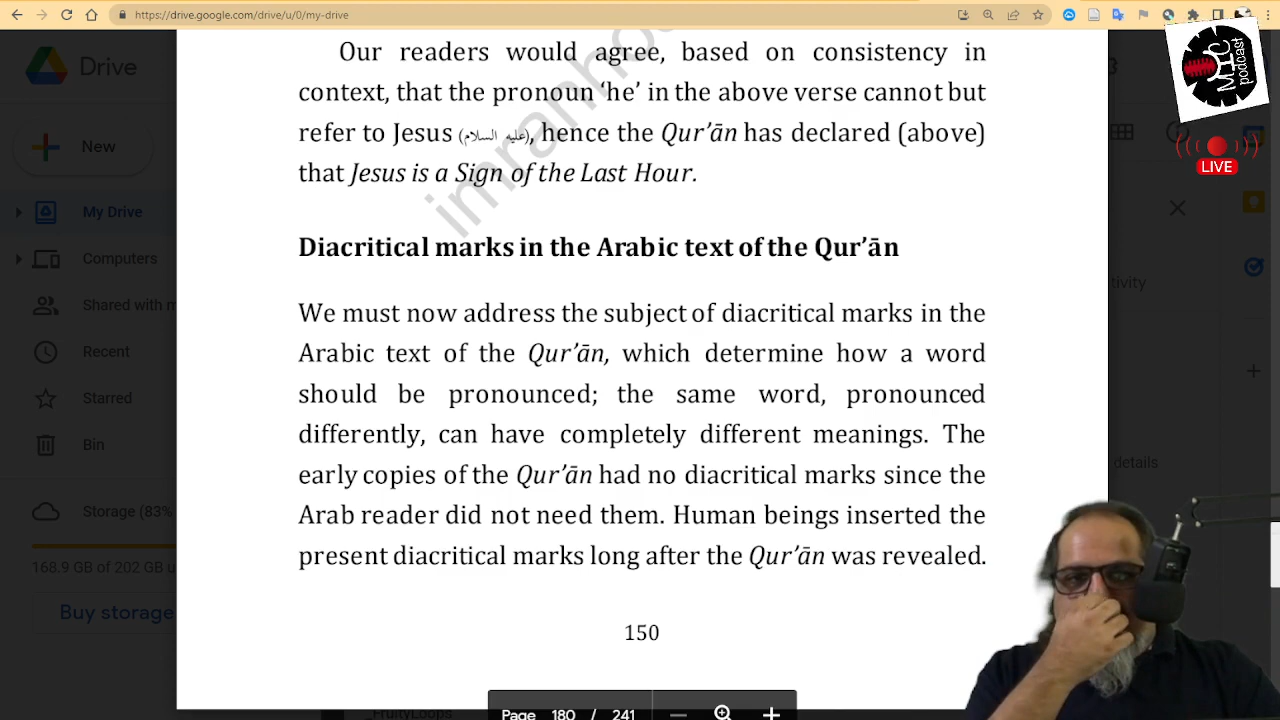 https://drive.google.com/drive/u/0/my-drive
MIC podcast
LIVE
Drive
New
My Drive
Computers
Shared with m
Recent
Starred
Bin
Storage (83%
168.9 GB of 202 GB u
Buy storage
Our readers would agree, based on consistency in
context, that the pronoun ‘he’ in the above verse cannot but
refer to Jesus (عليه السلام), hence the Qur’ān has declared (above)
that Jesus is a Sign of the Last Hour.
Diacritical marks in the Arabic text of the Qur’ān
We must now address the subject of diacritical marks in the
Arabic text of the Qur’ān, which determine how a word
should be pronounced; the same word, pronounced
differently, can have completely different meanings. The
early copies of the Qur’ān had no diacritical marks since the
Arab reader did not need them. Human beings inserted the
present diacritical marks long after the Qur’ān was revealed.
150
imranho
tivity
details
Page 180 / 241
_FruityLoops